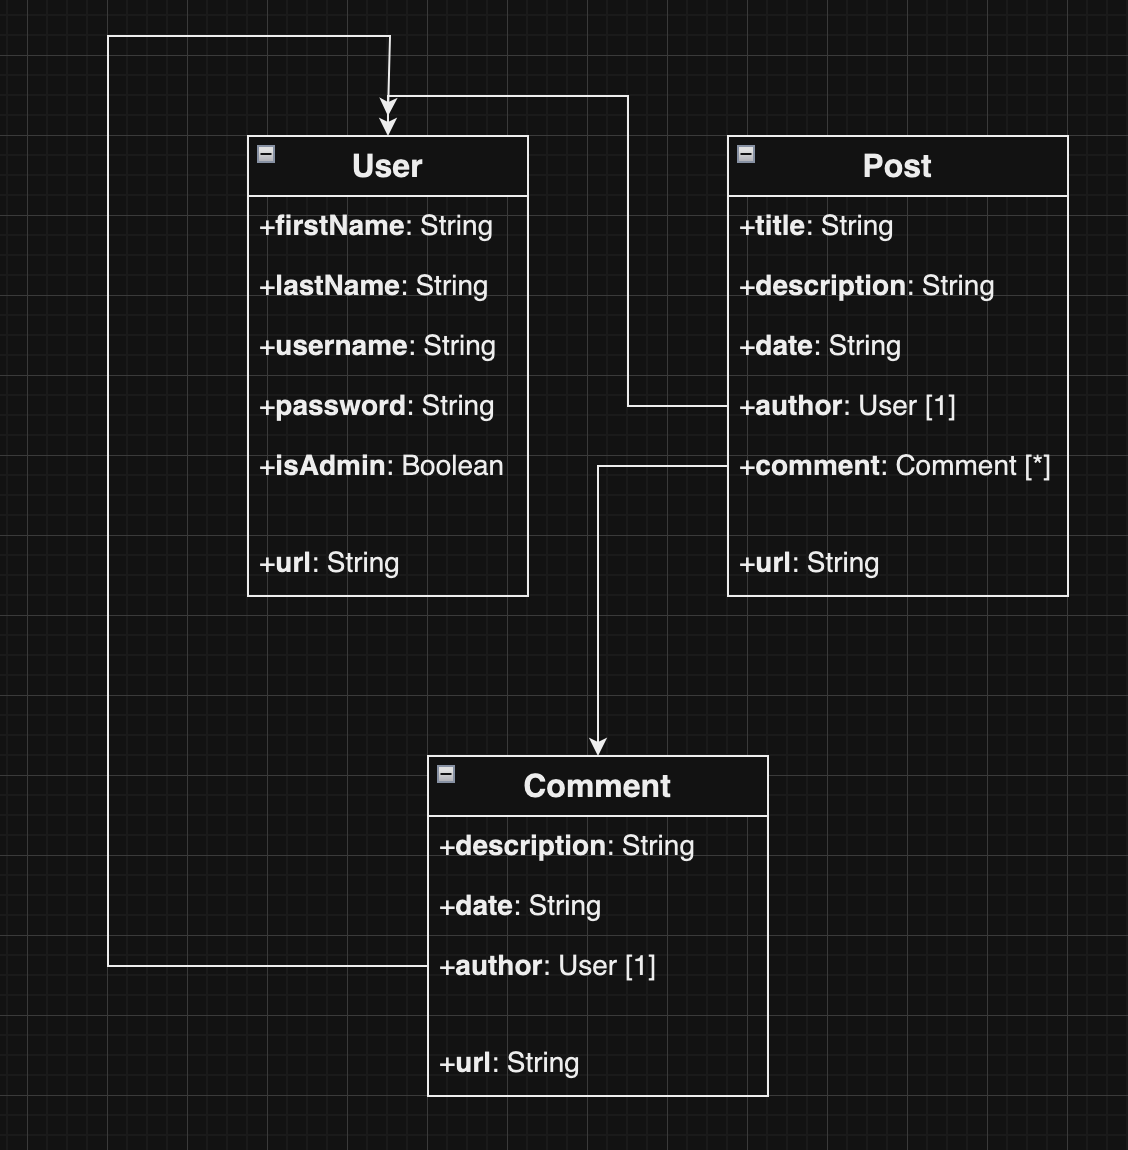 User
+firstName: String
+lastName: String
+username: String
+password: String
+isAdmin: Boolean
+url: String
Post
+title: String
+description: String
+date: String
+author: User [1]
+comment: Comment [*]
+url: String
Comment
+description: String
+date: String
+author: User [1]
+url: String